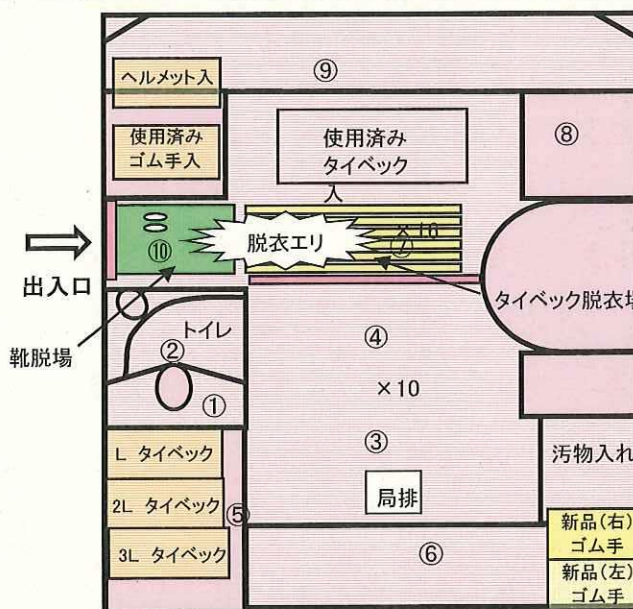 ⑨
ヘルメット入
使用済み
ゴム手入
使用済み
タイベック
入
⑧
⑩
脱衣エリ
×16
⑦
出入口
タイベック脱衣場
靴脱場
トイレ
②
①
④
×10
③
局排
L タイベック
2L タイベック
3L タイベック
⑤
⑥
汚物入れ
新品(右)
ゴム手
新品(左)
ゴム手